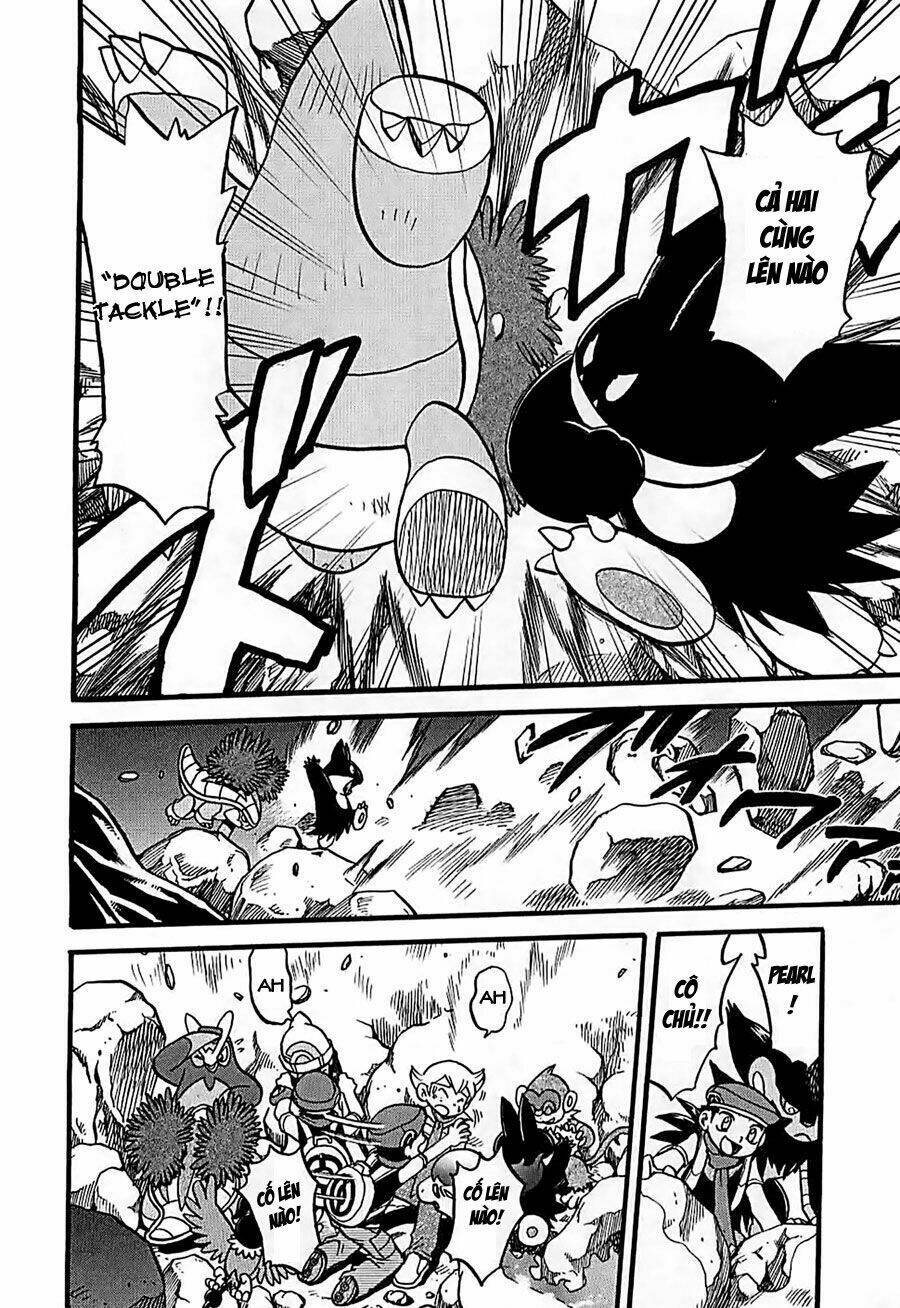 CẢ HAI
CÙNG
LÊN NÀO
"DOUBLE
TACKLE"!!
PEARL
!
CÔ
CHỦ!!
AH
AH
CỐ LÊN
NÀO!
CỐ LÊN
NÀO!